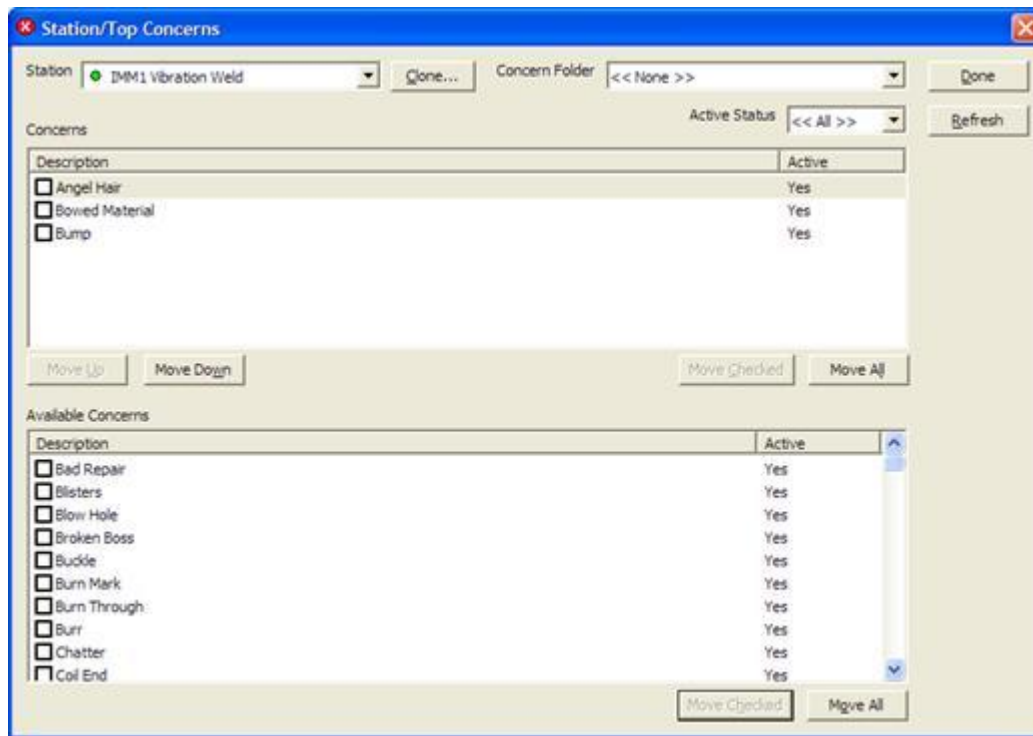 Station/Top Concerns
Station IMM1 Vibration Weld Clone... Concern Folder << None >> Done
Active Status << All >> Refresh
Concerns
Description Active
Angel Hair Yes
Bowed Material Yes
Bump Yes
Move Up Move Down Move Checked Move All
Available Concerns
Description Active
Bad Repair Yes
Blisters Yes
Blow Hole Yes
Broken Boss Yes
Buckle Yes
Burn Mark Yes
Burn Through Yes
Burr Yes
Chatter Yes
Coil End Yes
Move Checked Move All